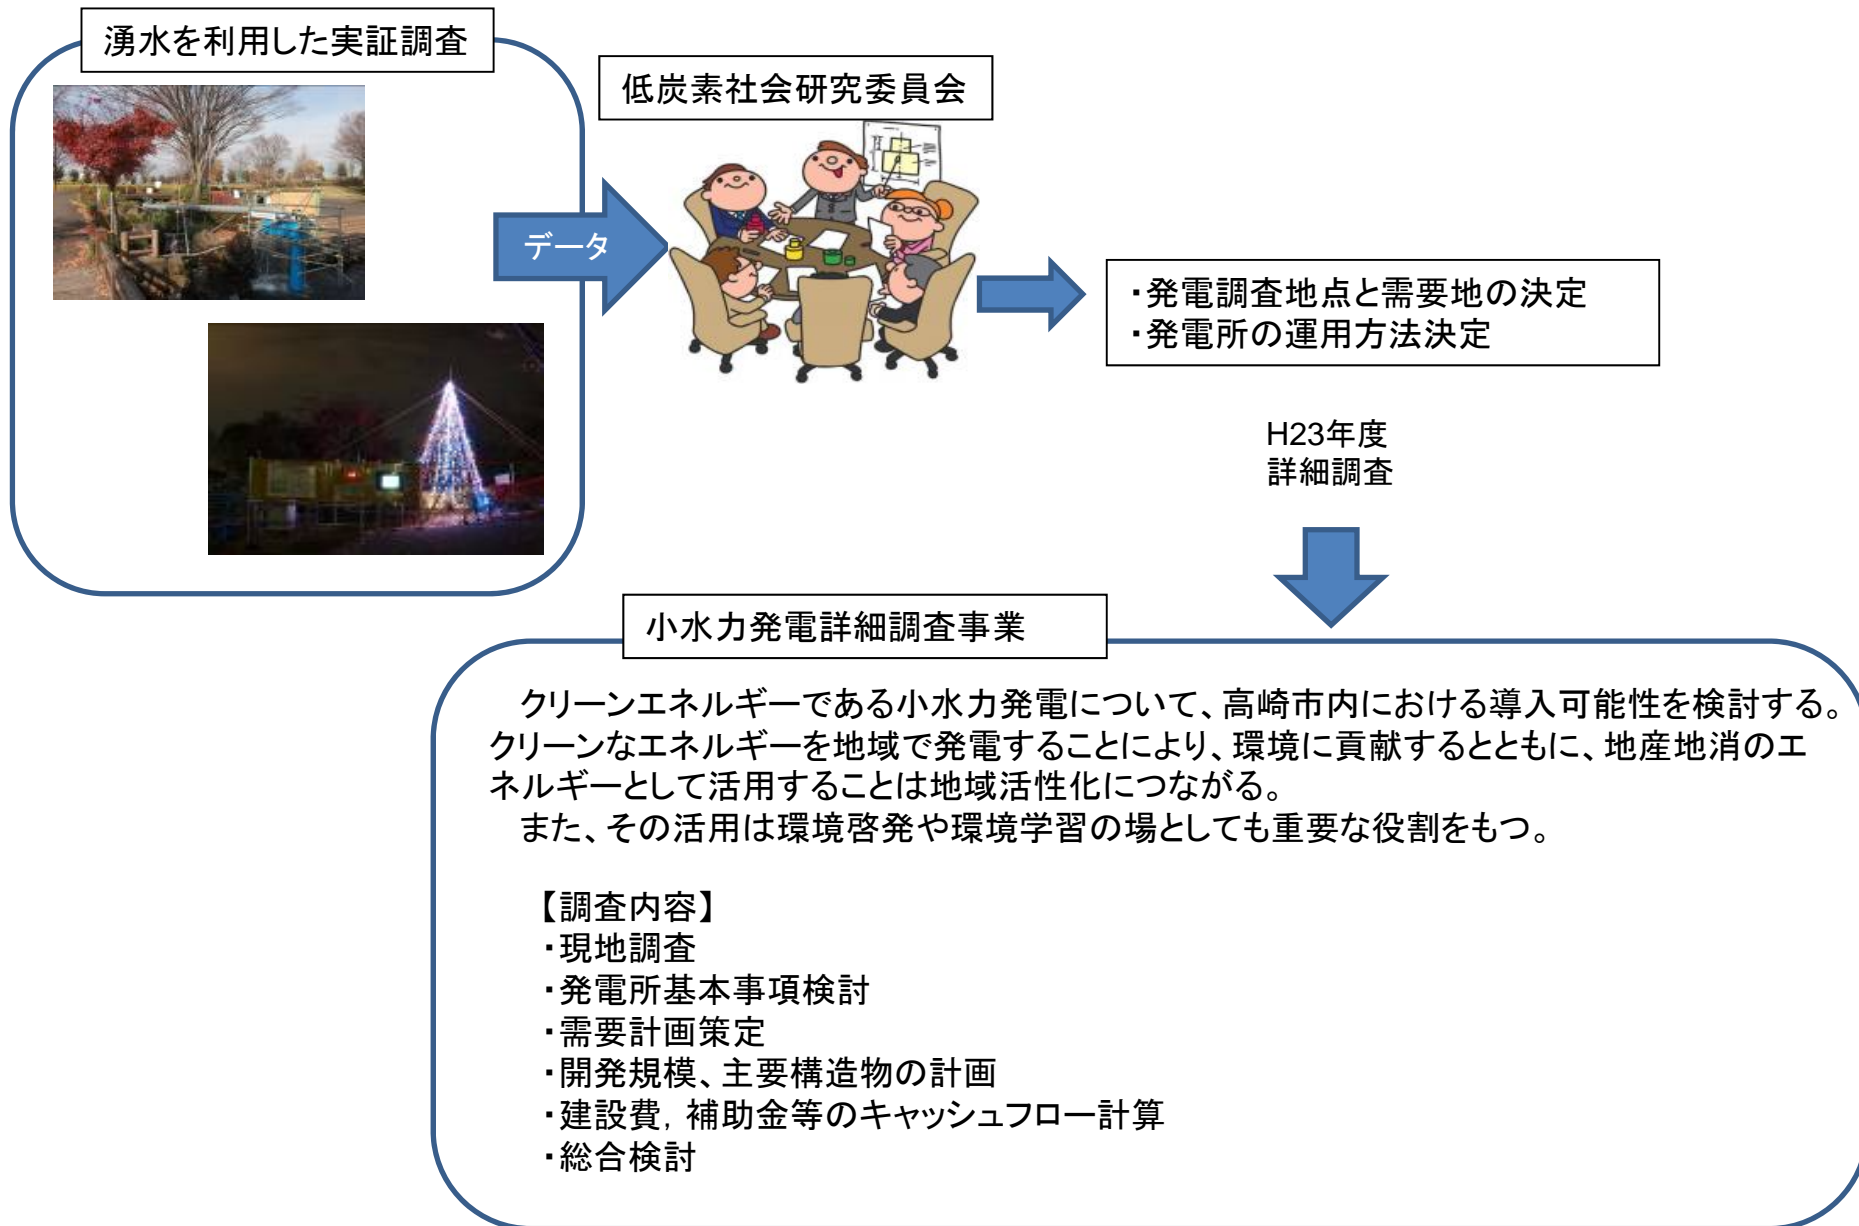 湧水を利用した実証調査
低炭素社会研究委員会
データ
・発電調査地点と需要地の決定
・発電所の運用方法決定
H23年度
詳細調査
小水力発電詳細調査事業
クリーンエネルギーである小水力発電について、高崎市内における導入可能性を検討する。
クリーンなエネルギーを地域で発電することにより、環境に貢献するとともに、地産地消のエ
ネルギーとして活用することは地域活性化につながる。
また、その活用は環境啓発や環境学習の場としても重要な役割をもつ。
【調査内容】
・現地調査
・発電所基本事項検討
・需要計画策定
・開発規模、主要構造物の計画
・建設費，補助金等のキャッシュフロー計算
・総合検討